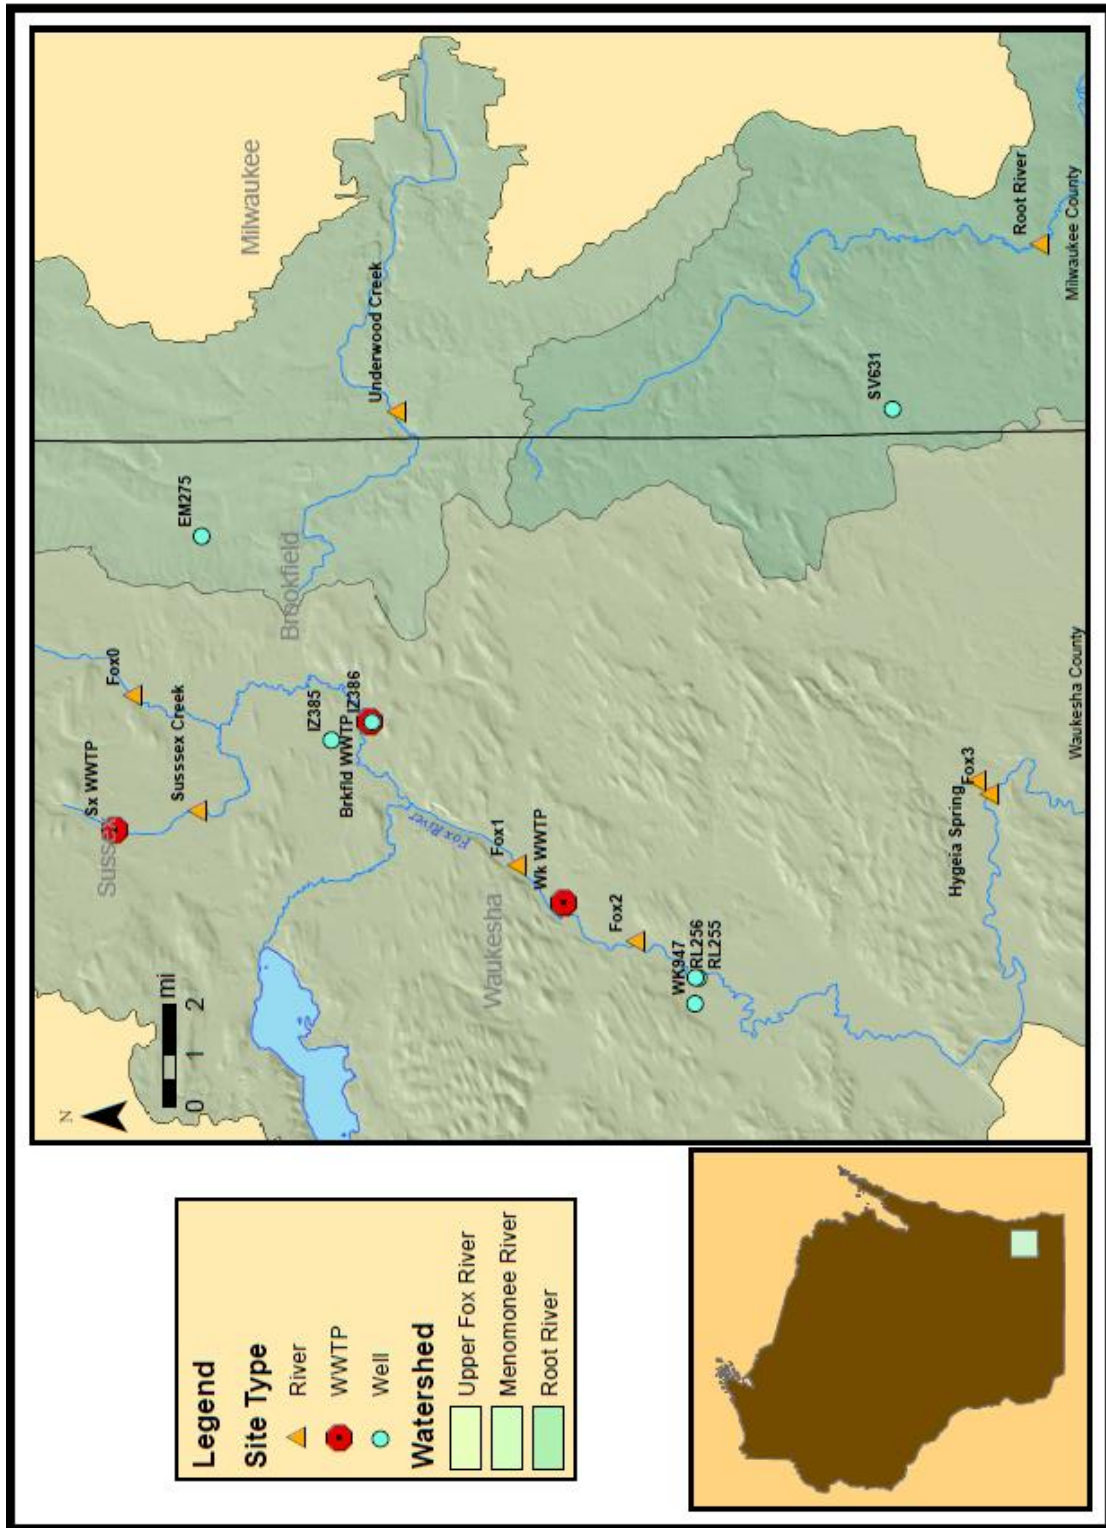 Legend
Site Type
River
WWTP
Well
Watershed
Upper Fox River
Menomonee River
Root River
N
0 1 2 mi
Sussex
Sx WWTP
Fox0
Susssex Creek
EM275
Milwaukee
Brookfield
Underwood Creek
IZ385
IZ386
Brkfld WWTP
Fox River
Fox1
Waukesha
Wk WWTP
Fox2
WK947
RL256
RL255
SV631
Root River
Hygeia Spring
Fox3
Waukesha County
Milwaukee County